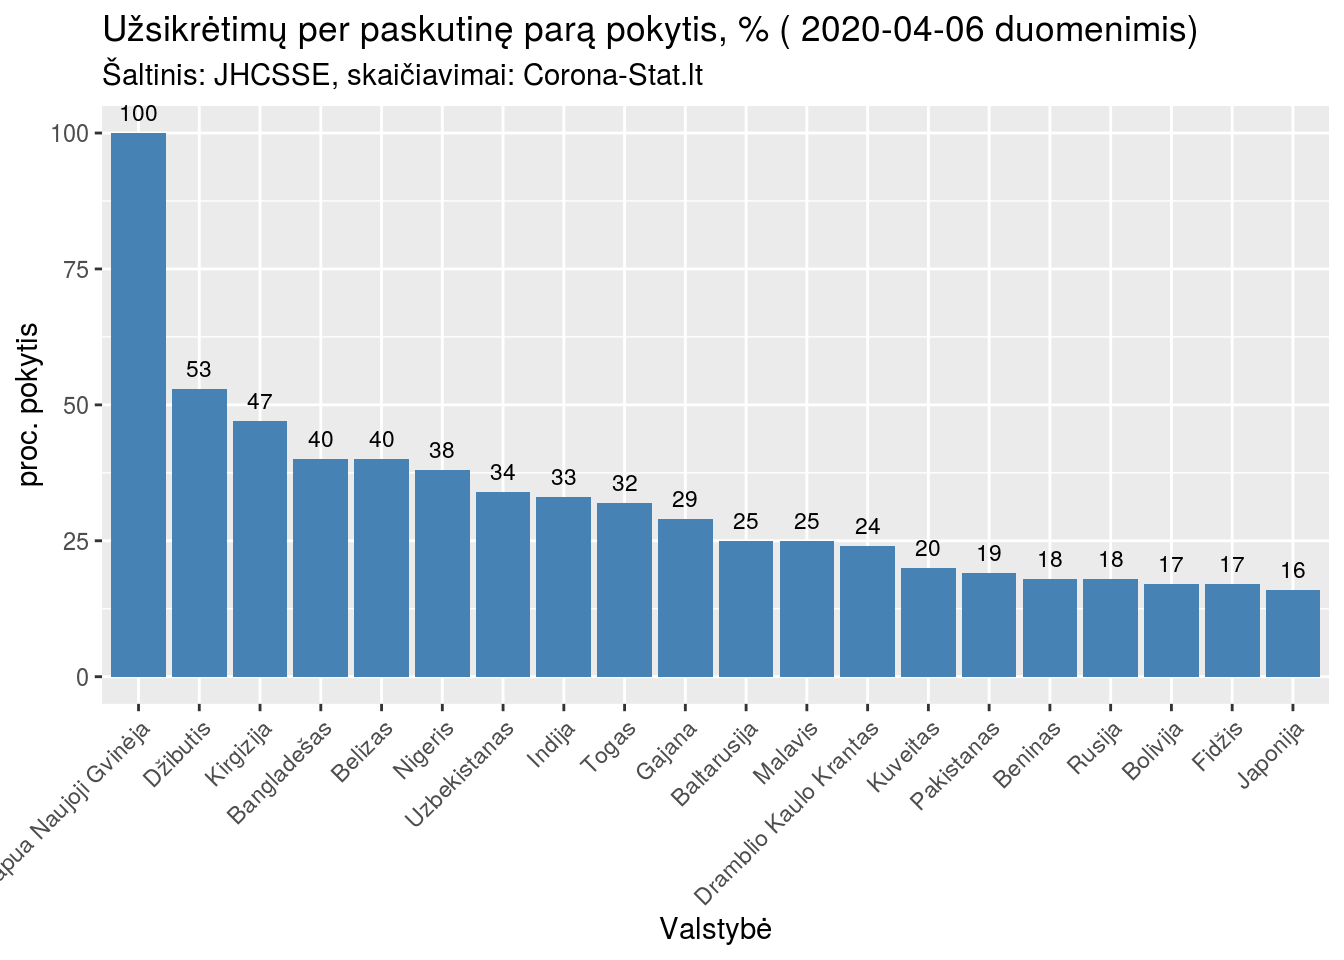 Užsikrėtimų per paskutinę parą pokytis, % ( 2020-04-06 duomenimis)
Šaltinis: JHCSSE, skaičiavimai: Corona-Stat.lt
proc. pokytis
100
75
50
25
0
100
53
47
40
40
38
34
33
32
29
25
25
24
20
19
18
18
17
17
16
Naujoji Gvinėja
Džibutis
Kirgizija
Bangladešas
Belizas
Nigeris
Uzbekistanas
Indija
Togas
Gajana
Baltarusija
Malavis
Dramblio Kaulo Krantas
Kuveitas
Pakistanas
Beninas
Rusija
Bolivija
Fidžis
Japonija
Valstybė